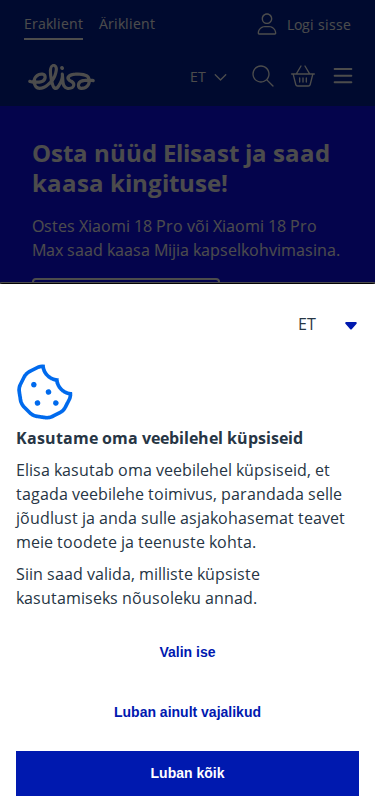 Eraklient Äriklient Logi sisse
elisa ET
Osta nüüd Elisast ja saad
kaasa kingituse!
Ostes Xiaomi 18 Pro või Xiaomi 18 Pro
Max saad kaasa Mijia kapselkohvimasina.
ET
Kasutame oma veebilehel küpsiseid
Elisa kasutab oma veebilehel küpsiseid, et
tagada veebilehe toimivus, parandada selle
jõudlust ja anda sulle asjakohasemat teavet
meie toodete ja teenuste kohta.
Siin saad valida, milliste küpsiste
kasutamiseks nõusoleku annad.
Valin ise
Luban ainult vajalikud
Luban kõik